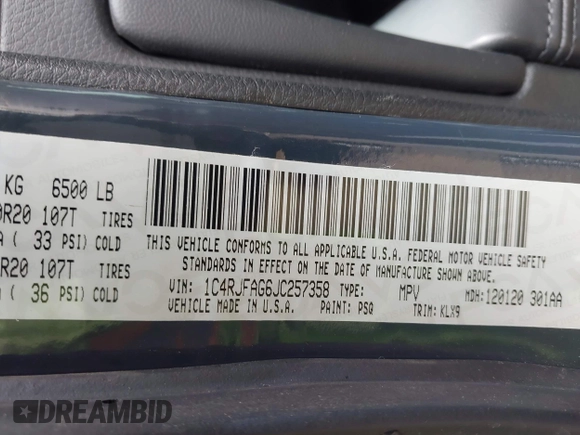 KG 6500 LB
R20 107T TIRES
( 33 PSI) COLD
R20 107T TIRES
( 36 PSI) COLD
THIS VEHICLE CONFORMS TO ALL APPLICABLE U.S.A. FEDERAL MOTOR VEHICLE SAFETY
STANDARDS IN EFFECT ON THE DATE OF MANUFACTURE SHOWN ABOVE.
VIN: 1C4RJFAG6JC257358 TYPE: MPV MDH:120120 301AA
VEHICLE MADE IN U.S.A. PAINT: PSQ TRIM: KLX9
DREAMBID